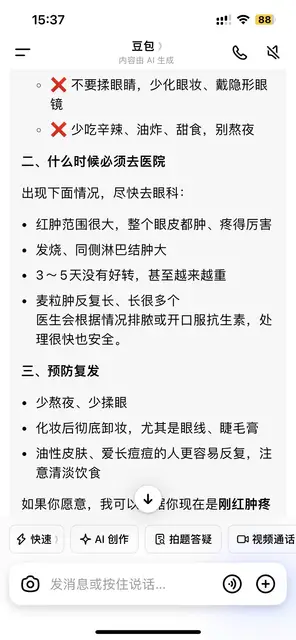 15:37
88
豆包
内容由 AI 生成
不要揉眼睛，少化眼妆、戴隐形眼
镜
少吃辛辣、油炸、甜食，别熬夜
二、什么时候必须去医院
出现下面情况，尽快去眼科：
• 红肿范围很大，整个眼皮都肿、疼得厉害
• 发烧、同侧淋巴结肿大
• 3～5天没有好转，甚至越来越重
• 麦粒肿反复长、长很多个
医生会根据情况排脓或开口服抗生素，处
理很快也安全。
三、预防复发
• 少熬夜、少揉眼
• 化妆后彻底卸妆，尤其是眼线、睫毛膏
• 油性皮肤、爱长痘痘的人更容易反复，注
意清淡饮食
如果你愿意，我可以 据你现在是刚红肿疼
快速
AI 创作
拍题答疑
视频通话
发消息或按住说话...